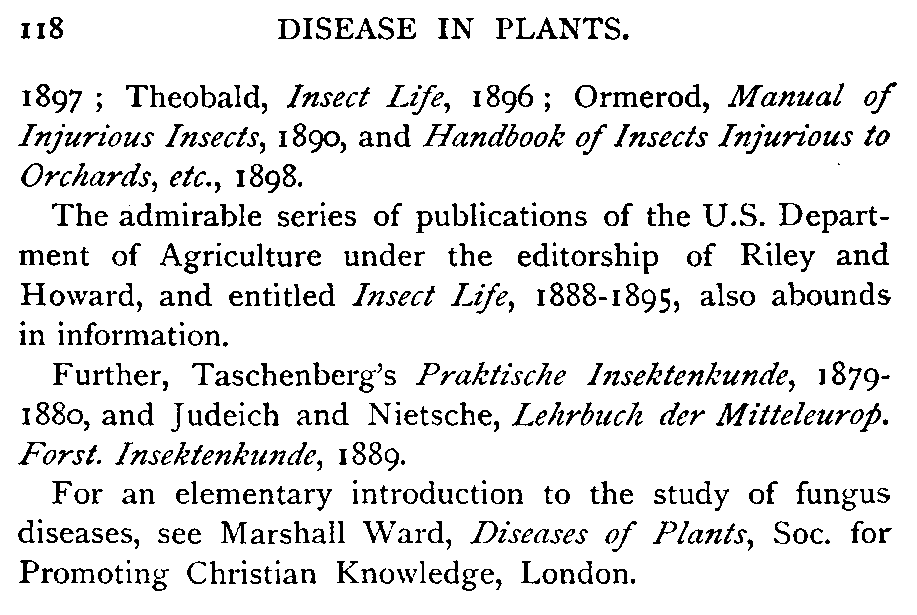 118 DISEASE IN PLANTS.
1897 ; Theobald, Insect Life, 1896 ; Ormerod, Manual of
Injurious Insects, 1890, and Handbook of Insects Injurious to
Orchards, etc., 1898.
The admirable series of publications of the U.S. Depart-
ment of Agriculture under the editorship of Riley and
Howard, and entitled Insect Life, 1888-1895, also abounds
in information.
Further, Taschenberg's Praktische Insektenkunde, 1879-
1880, and Judeich and Nietsche, Lehrbuch der Mitteleurop.
Forst. Insektenkunde, 1889.
For an elementary introduction to the study of fungus
diseases, see Marshall Ward, Diseases of Plants, Soc. for
Promoting Christian Knowledge, London.